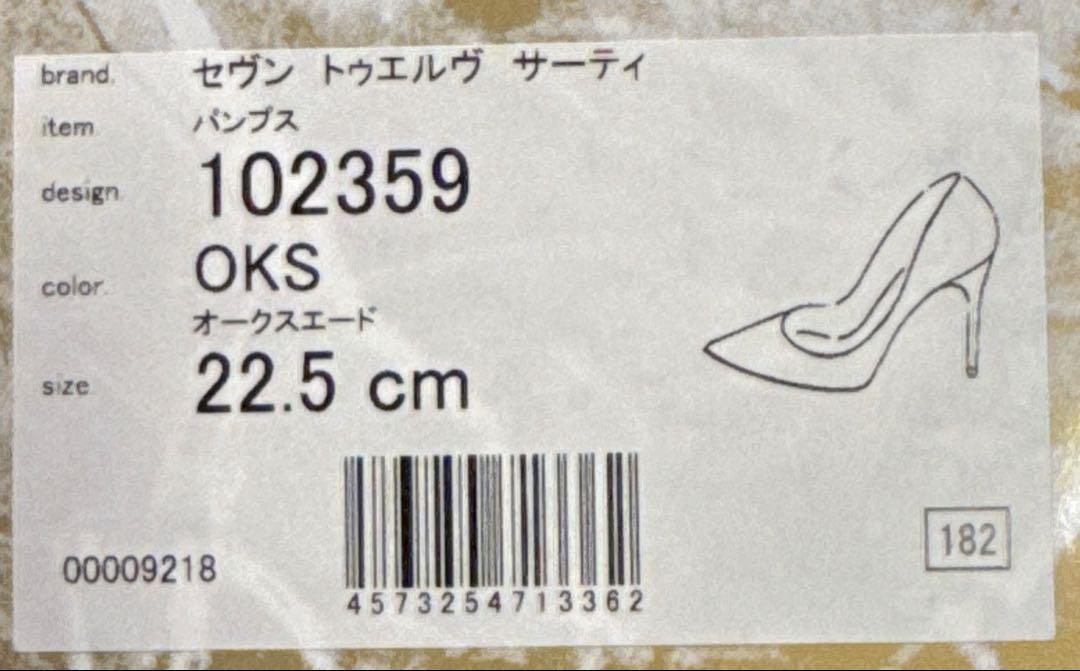 brand. セヴン トゥエルヴ サーティ
item. パンプス
design. 102359
color. OKS
オークスエード
size. 22.5 cm
00009218
4573254713362
182